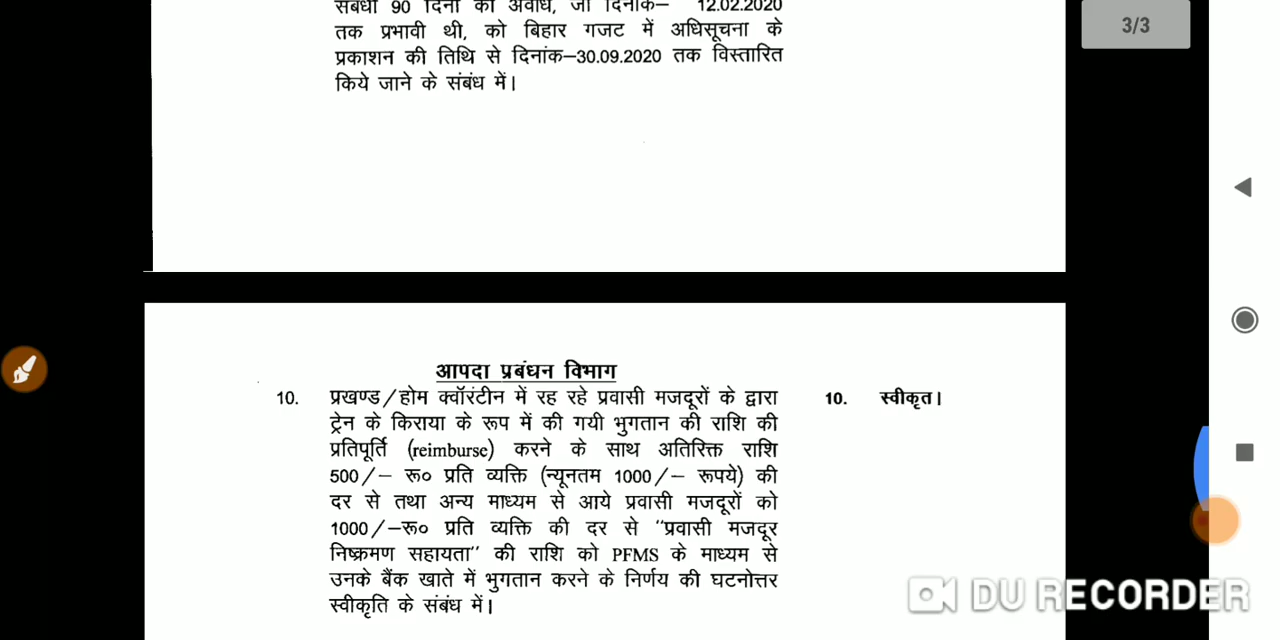 संबंधी 90 दिनों की अवधि, जो दिनांक– 12.02.2020
तक प्रभावी थी, को बिहार गजट में अधिसूचना के
प्रकाशन की तिथि से दिनांक–30.09.2020 तक विस्तारित
किये जाने के संबंध में।
3/3
आपदा प्रबंधन विभाग
10. प्रखण्ड/होम क्वॉरंटीन में रह रहे प्रवासी मजदूरों के द्वारा 10. स्वीकृत।
ट्रेन के किराया के रूप में की गयी भुगतान की राशि की
प्रतिपूर्ति (reimburse) करने के साथ अतिरिक्त राशि
500/– रू० प्रति व्यक्ति (न्यूनतम 1000/– रूपये) की
दर से तथा अन्य माध्यम से आये प्रवासी मजदूरों को
1000/–रू० प्रति व्यक्ति की दर से "प्रवासी मजदूर
निष्क्रमण सहायता" की राशि को PFMS के माध्यम से
उनके बैंक खाते में भुगतान करने के निर्णय की घटनोत्तर
स्वीकृति के संबंध में।
DU RECORDER